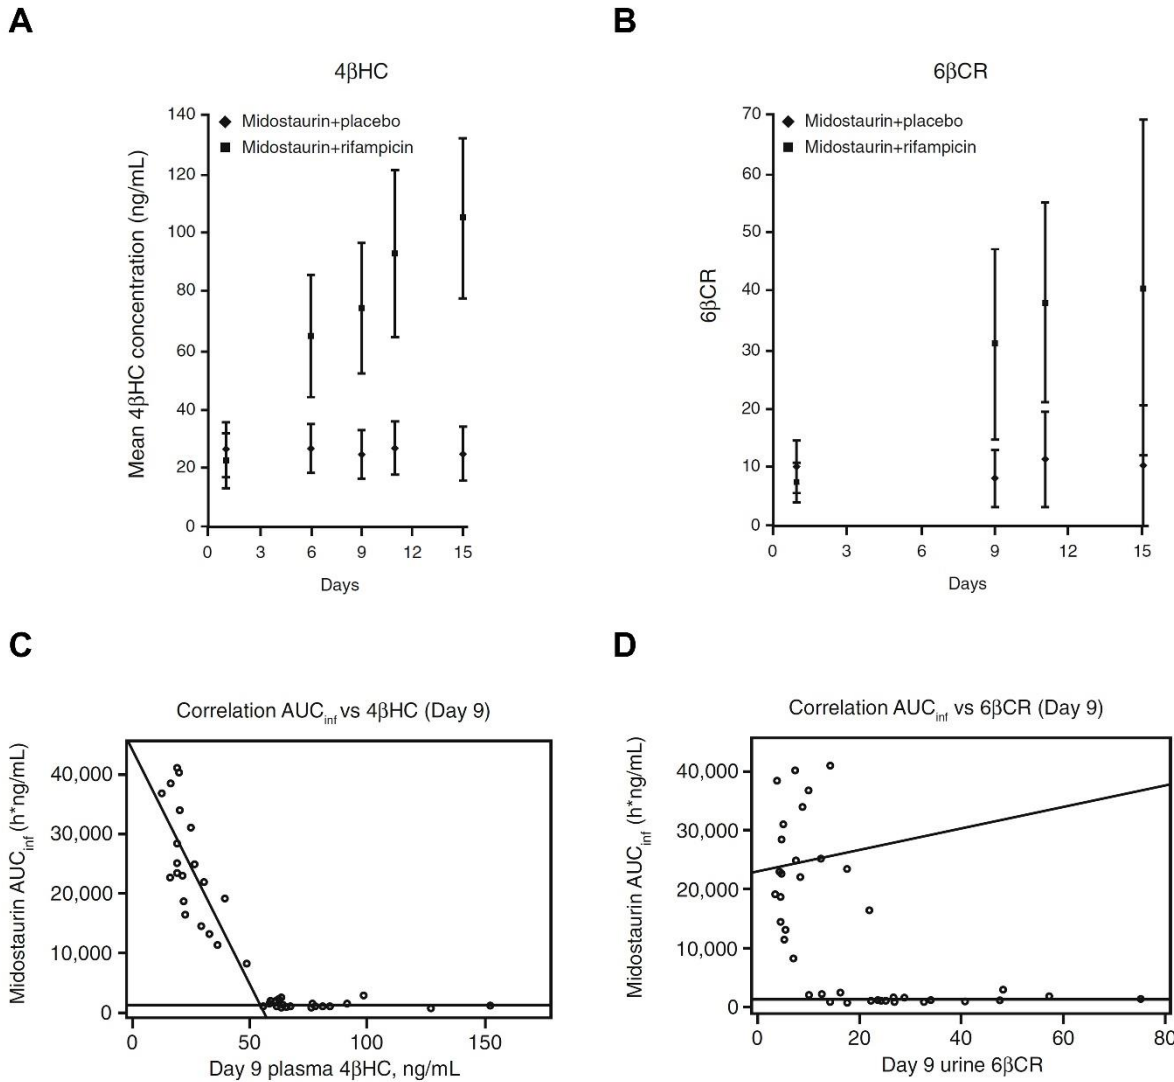 A
4βHC
Midostaurin+placebo
Midostaurin+rifampicin
Mean 4βHC concentration (ng/mL)
140
120
100
80
60
40
20
0
0 3 6 9 12 15
Days
B
6βCR
Midostaurin+placebo
Midostaurin+rifampicin
6βCR
70
60
50
40
30
20
10
0
0 3 6 9 12 15
Days
C
Correlation AUCinf vs 4βHC (Day 9)
Midostaurin AUCinf (h*ng/mL)
40,000
30,000
20,000
10,000
0
0 50 100 150
Day 9 plasma 4βHC, ng/mL
D
Correlation AUCinf vs 6βCR (Day 9)
Midostaurin AUCinf (h*ng/mL)
40,000
30,000
20,000
10,000
0
0 20 40 60 80
Day 9 urine 6βCR